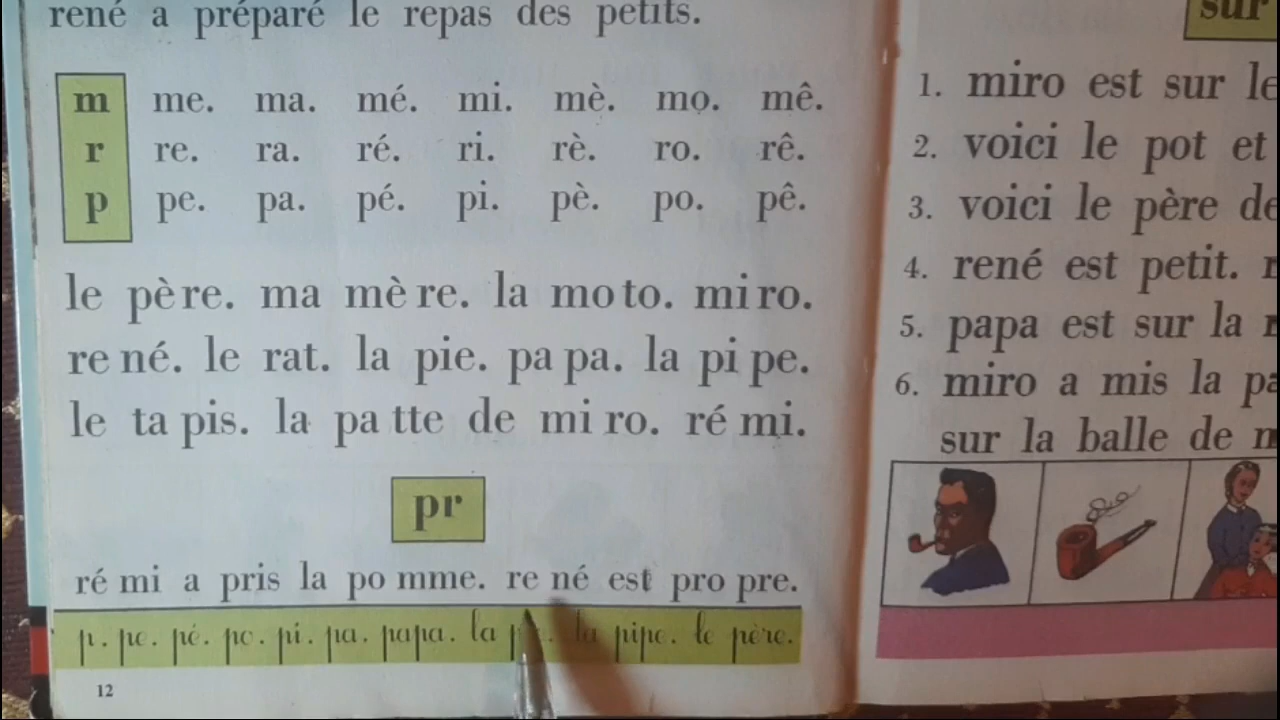 rené a préparé le repas des petits.
m me. ma. mé. mi. mè. mo. mê.
r re. ra. ré. ri. rè. ro. rê.
p pe. pa. pé. pi. pè. po. pê.
le pè re. ma mè re. la mo to. mi ro.
re né. le rat. la pie. pa pa. la pi pe.
le ta pis. la pa tte de mi ro. ré mi.
pr
ré mi a pris la po mme. re né est pro pre.
p. pe. pé. po. pi. pa. papa. la la pipe. le père.
12
sur
1. miro est sur le
2. voici le pot et
3. voici le père de
4. rené est petit.
5. papa est sur la
6. miro a mis la
sur la balle de